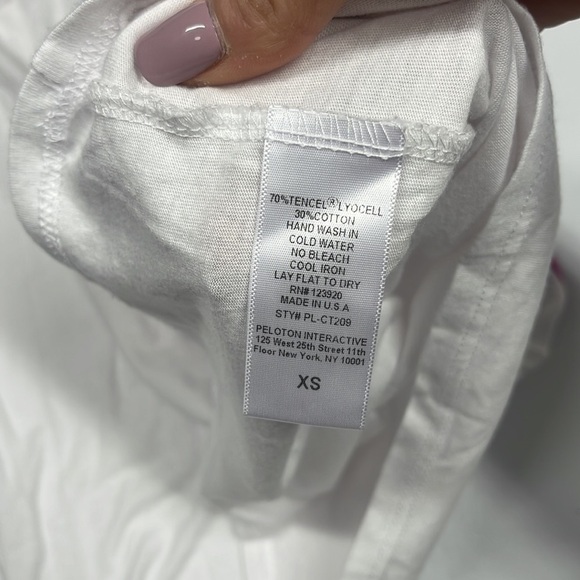 70%TENCEL®LYOCELL
30%COTTON
HAND WASH IN
COLD WATER
NO BLEACH
COOL IRON
LAY FLAT TO DRY
RN# 123920
MADE IN U.S.A
STY# PL-CT209
PELOTON INTERACTIVE
125 West 25th Street 11th
Floor New York, NY 10001
XS